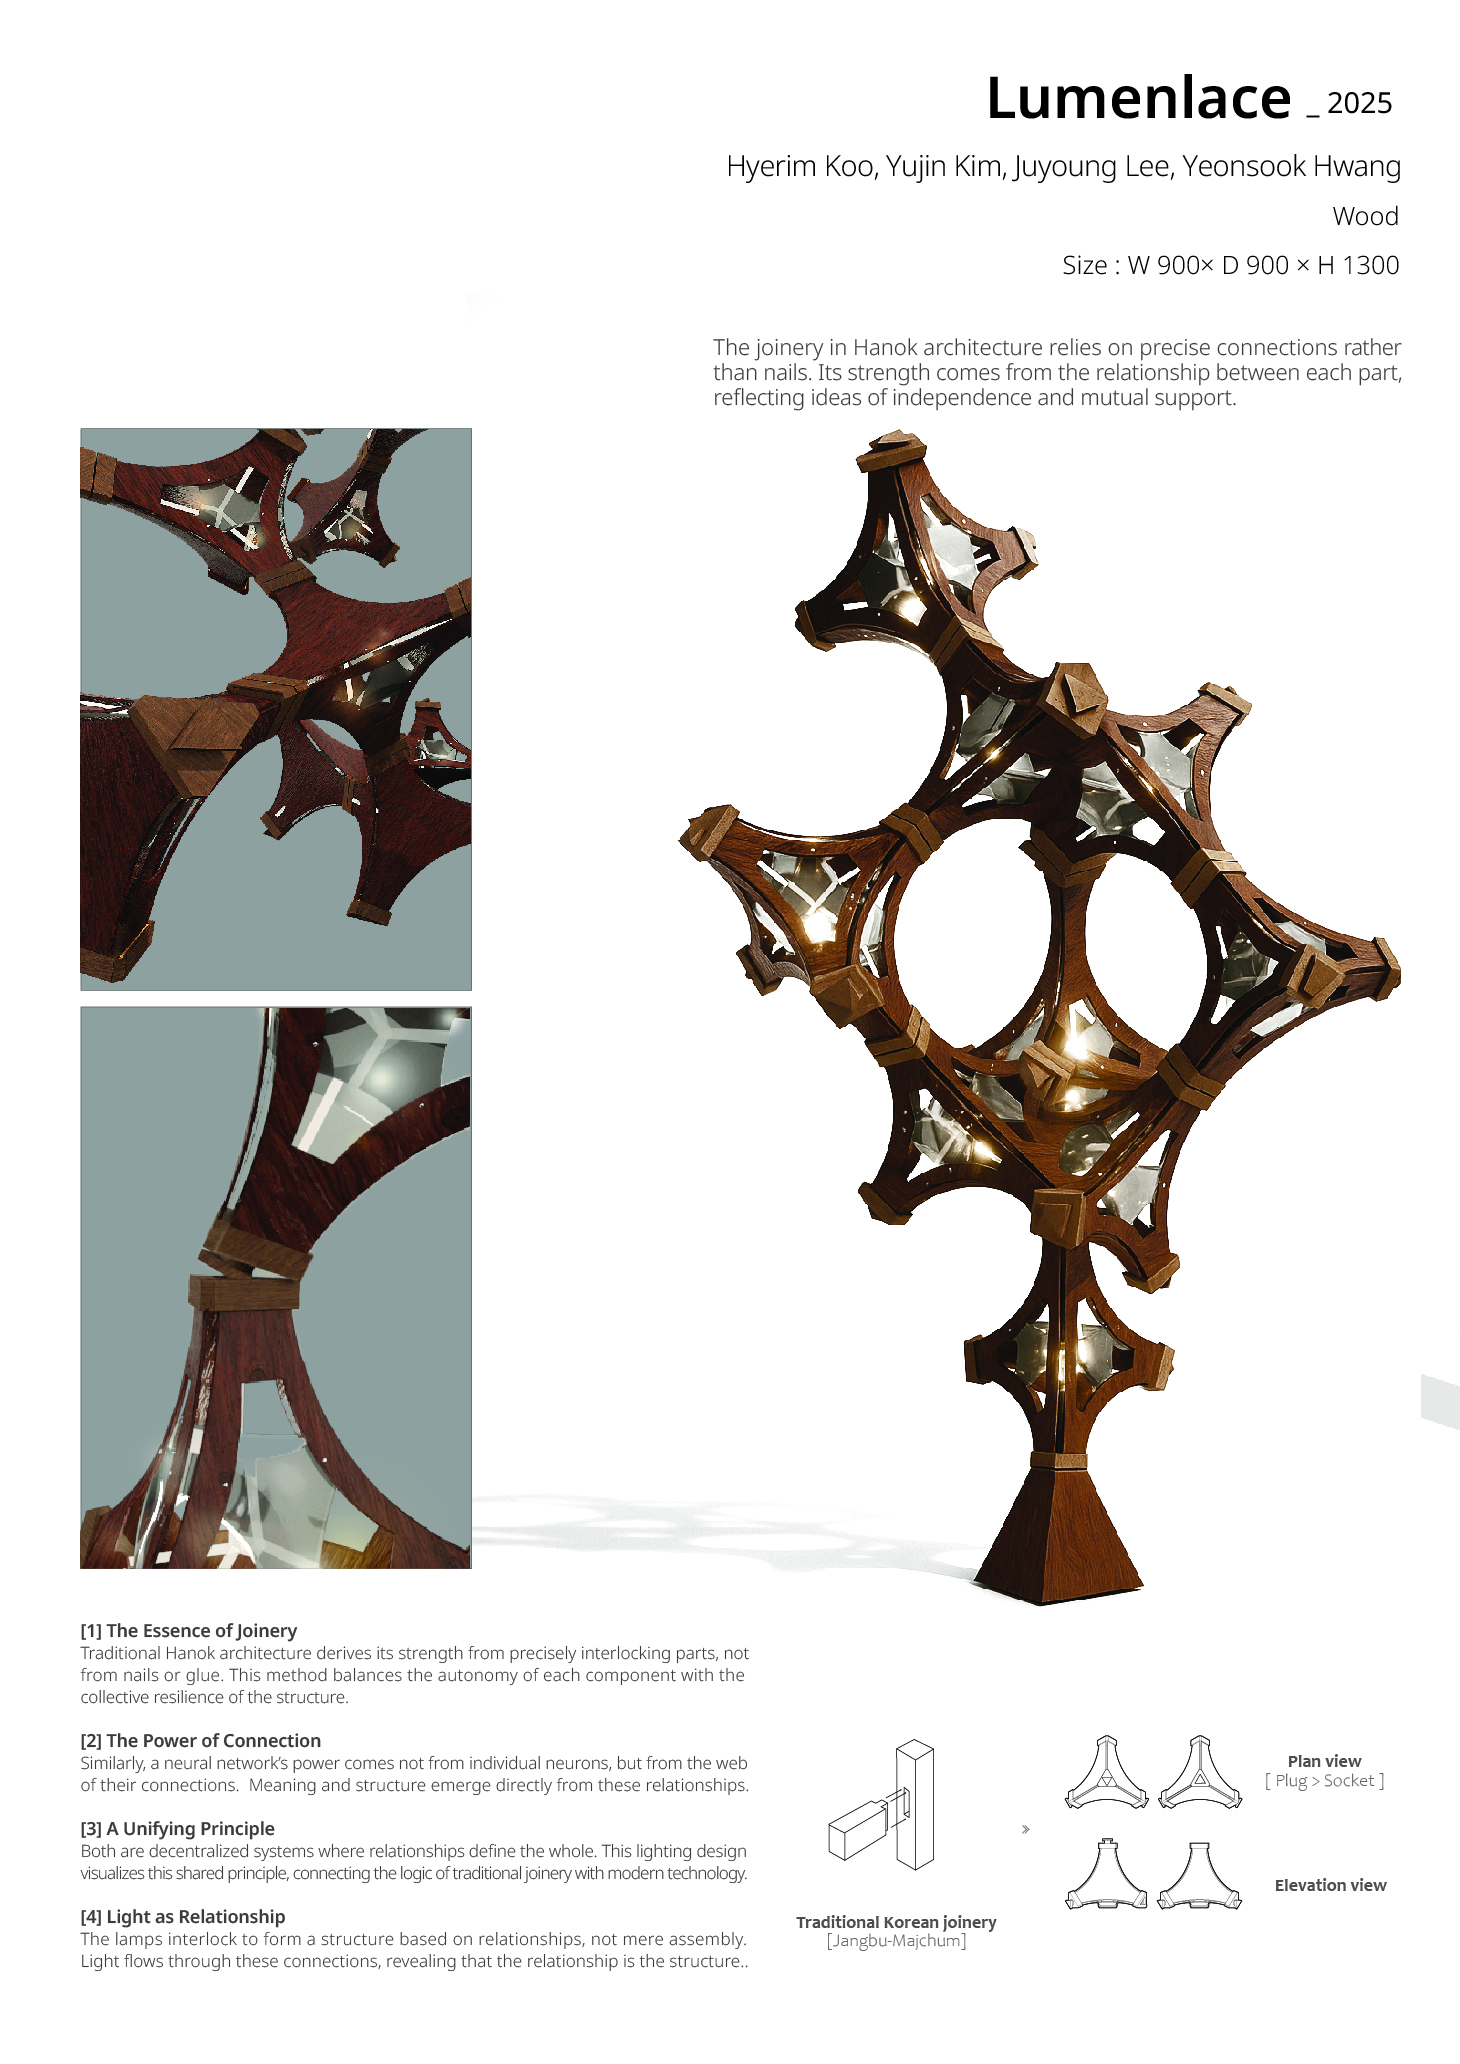 Lumenlace _ 2025
Hyerim Koo, Yujin Kim, Juyoung Lee, Yeonsook Hwang
Wood
Size : W 900× D 900 × H 1300
The joinery in Hanok architecture relies on precise connections rather
than nails. Its strength comes from the relationship between each part,
reflecting ideas of independence and mutual support.
[1] The Essence of Joinery
Traditional Hanok architecture derives its strength from precisely interlocking parts, not
from nails or glue. This method balances the autonomy of each component with the
collective resilience of the structure.
[2] The Power of Connection
Similarly, a neural network’s power comes not from individual neurons, but from the web
of their connections.  Meaning and structure emerge directly from these relationships.
[3] A Unifying Principle
Both are decentralized systems where relationships define the whole. This lighting design
visualizes this shared principle, connecting the logic of traditional joinery with modern technology.
[4] Light as Relationship
The lamps interlock to form a structure based on relationships, not mere assembly.
Light flows through these connections, revealing that the relationship is the structure..
Traditional Korean joinery
[Jangbu-Majchum]
Plan view
[ Plug > Socket ]
Elevation view